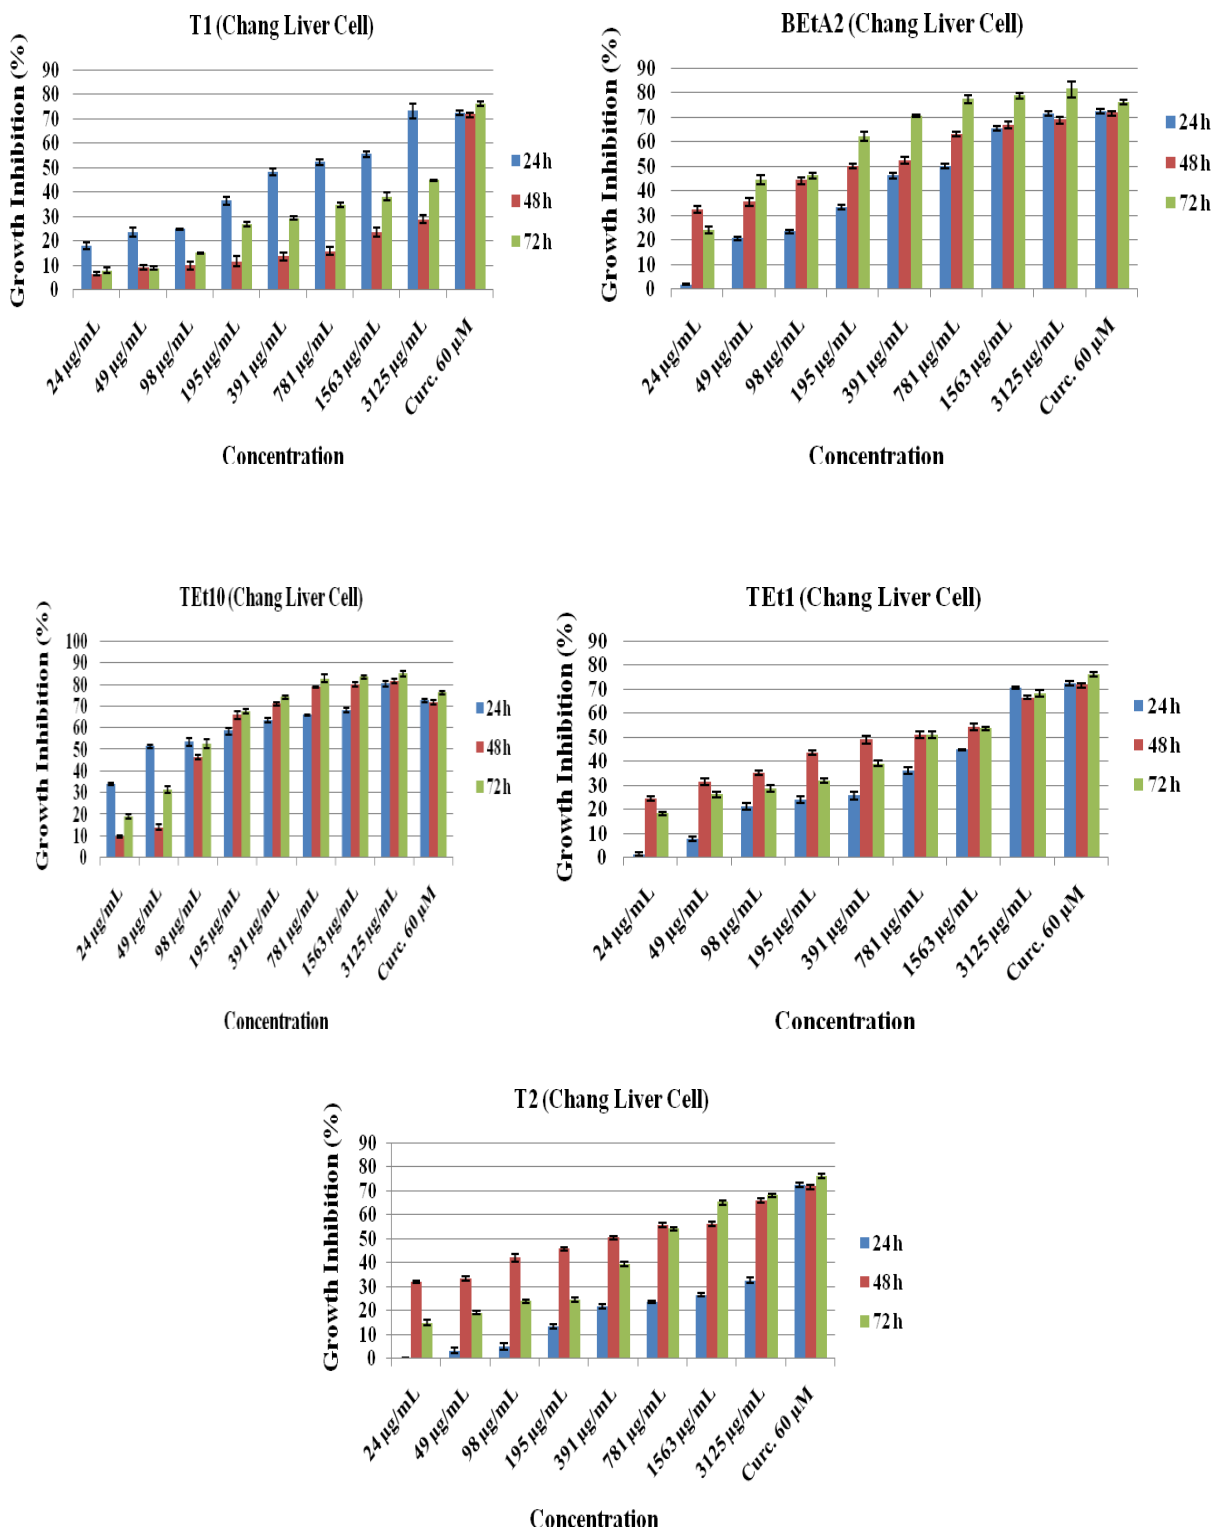 T1 (Chang Liver Cell)
Growth Inhibition (%)
90
80
70
60
50
40
30
20
10
0
24 µg/mL
49 µg/mL
98 µg/mL
195 µg/mL
391 µg/mL
781 µg/mL
1563 µg/mL
3125 µg/mL
Curc. 60 µM
Concentration
24h
48h
72h
BEtA2 (Chang Liver Cell)
Growth Inhibition (%)
90
80
70
60
50
40
30
20
10
0
24 µg/mL
49 µg/mL
98 µg/mL
195 µg/mL
391 µg/mL
781 µg/mL
1563 µg/mL
3125 µg/mL
Curc. 60 µM
Concentration
24h
48h
72h
TEt10 (Chang Liver Cell)
Growth Inhibition (%)
100
90
80
70
60
50
40
30
20
10
0
24 µg/mL
49 µg/mL
98 µg/mL
195 µg/mL
391 µg/mL
781 µg/mL
1563 µg/mL
3125 µg/mL
Curc. 60 µM
Concentration
24h
48h
72h
TEt1 (Chang Liver Cell)
Growth Inhibition (%)
90
80
70
60
50
40
30
20
10
0
24 µg/mL
49 µg/mL
98 µg/mL
195 µg/mL
391 µg/mL
781 µg/mL
1563 µg/mL
3125 µg/mL
Curc. 60 µM
Concentration
24h
48h
72h
T2 (Chang Liver Cell)
Growth Inhibition (%)
90
80
70
60
50
40
30
20
10
0
24 µg/mL
49 µg/mL
98 µg/mL
195 µg/mL
391 µg/mL
781 µg/mL
1563 µg/mL
3125 µg/mL
Curc. 60 µM
Concentration
24h
48h
72h